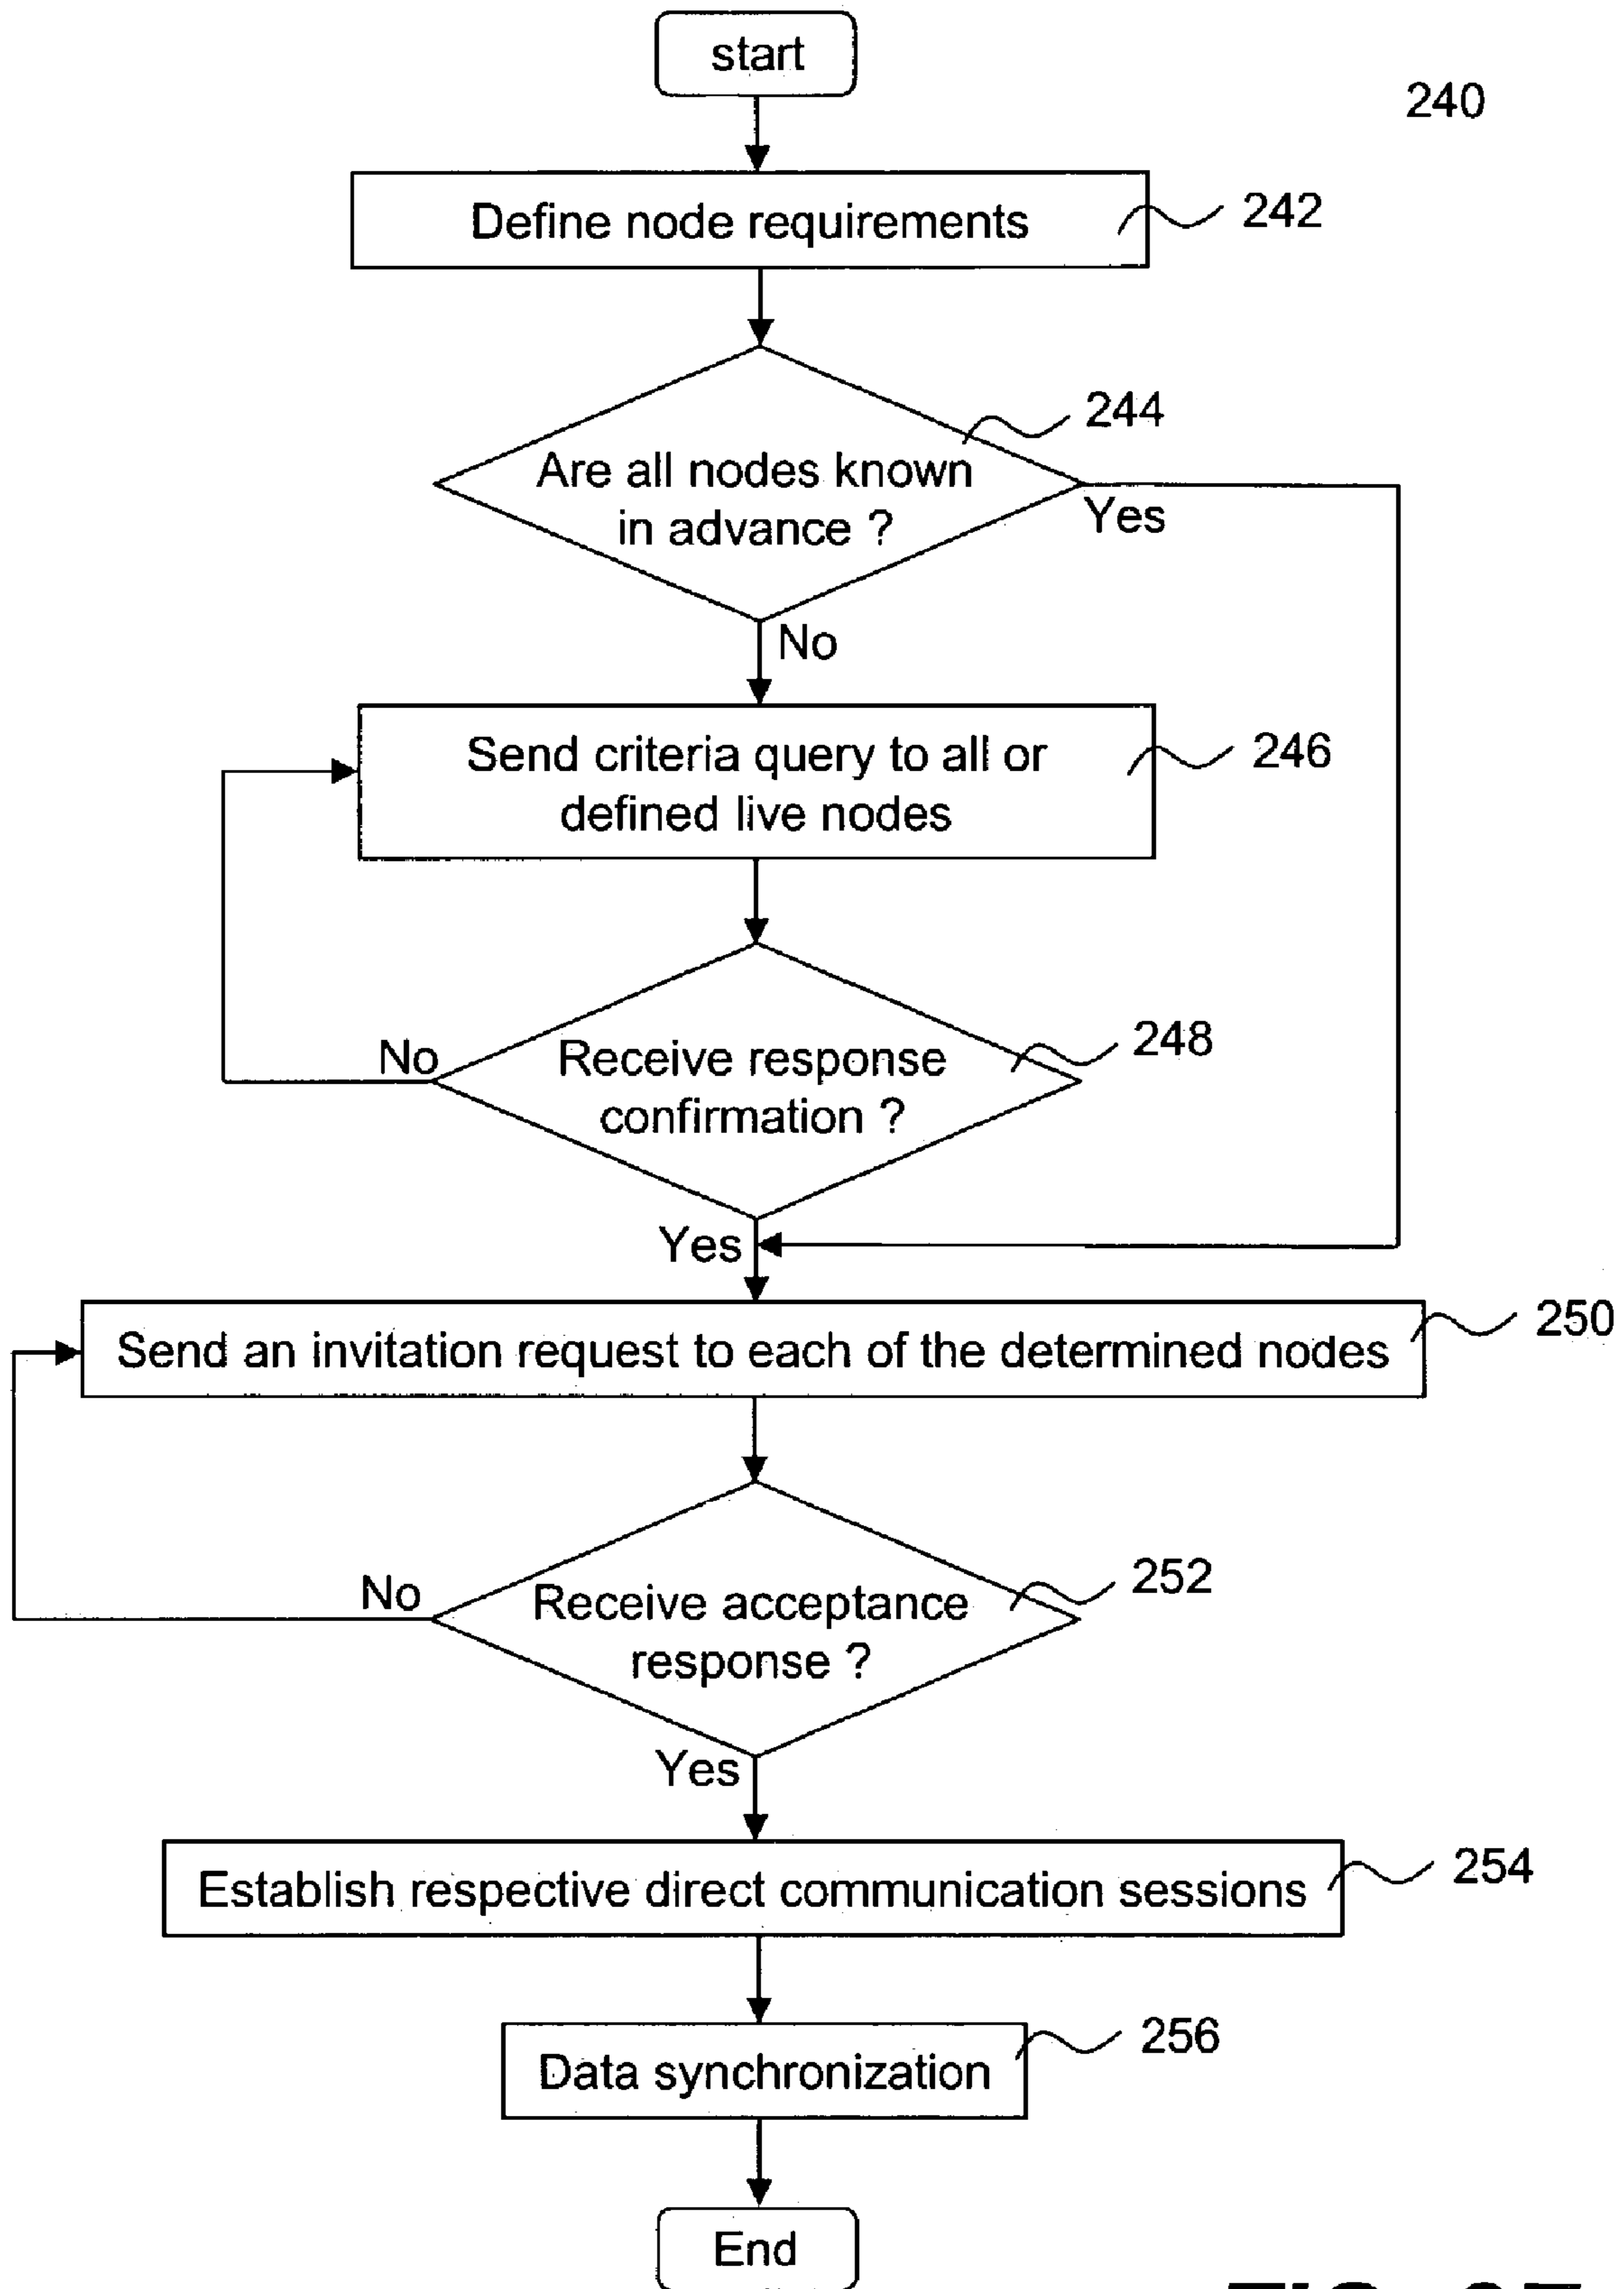 start
240
Define node requirements
242
244
Are all nodes known
in advance ?
Yes
No
Send criteria query to all or
defined live nodes
246
No
Receive response
confirmation ?
248
Yes
Send an invitation request to each of the determined nodes
250
No
Receive acceptance
response ?
252
Yes
Establish respective direct communication sessions
254
Data synchronization
256
End